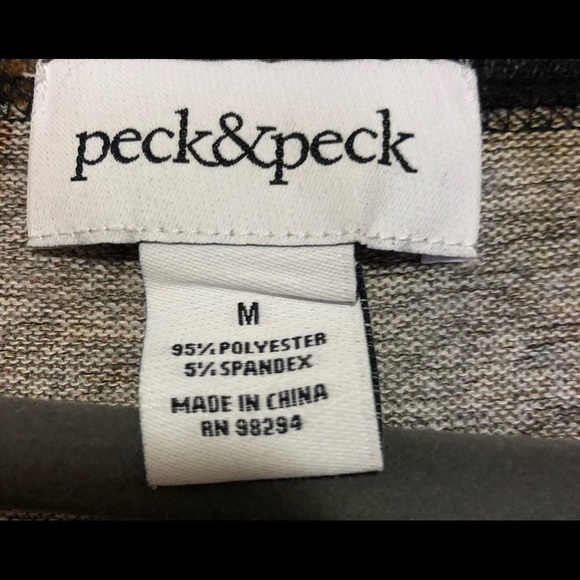 peck&peck
M
95% POLYESTER
5% SPANDEX
MADE IN CHINA
RN 98294